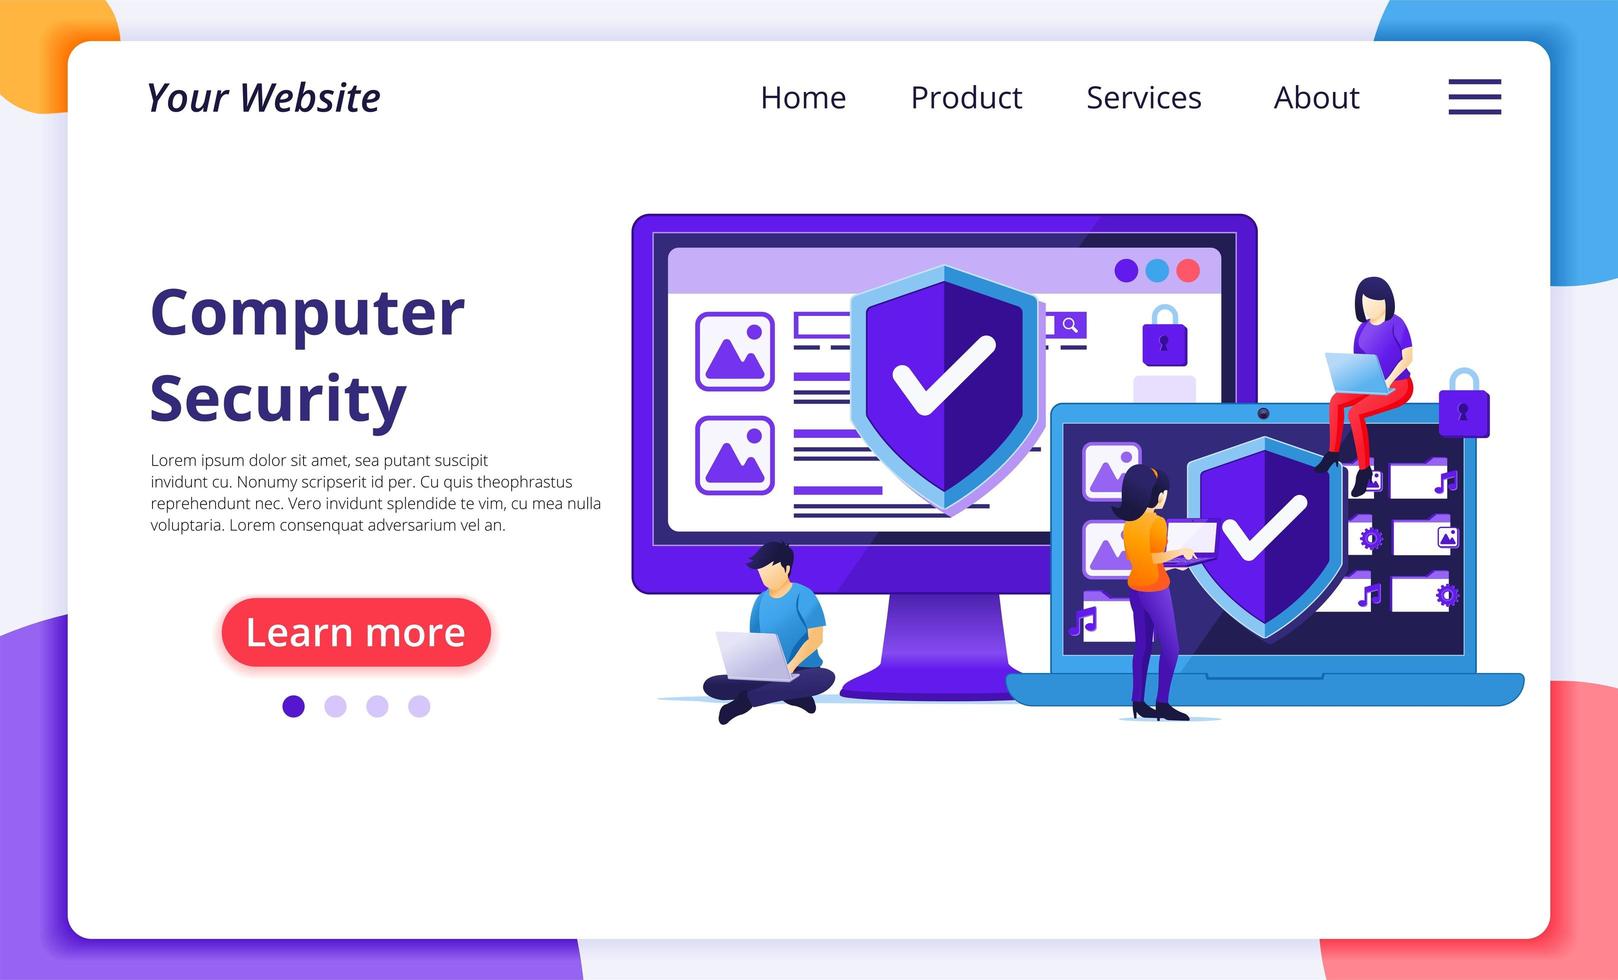 Your Website
Home Product Services About
Computer
Security
Lorem ipsum dolor sit amet, sea putant suscipit
invidunt cu. Nonumy scripserit id per. Cu quis theophrastus
reprehendunt nec. Vero invidunt splendide te vim, cu mea nulla
voluptaria. Lorem consequat adversarium vel an.
Learn more